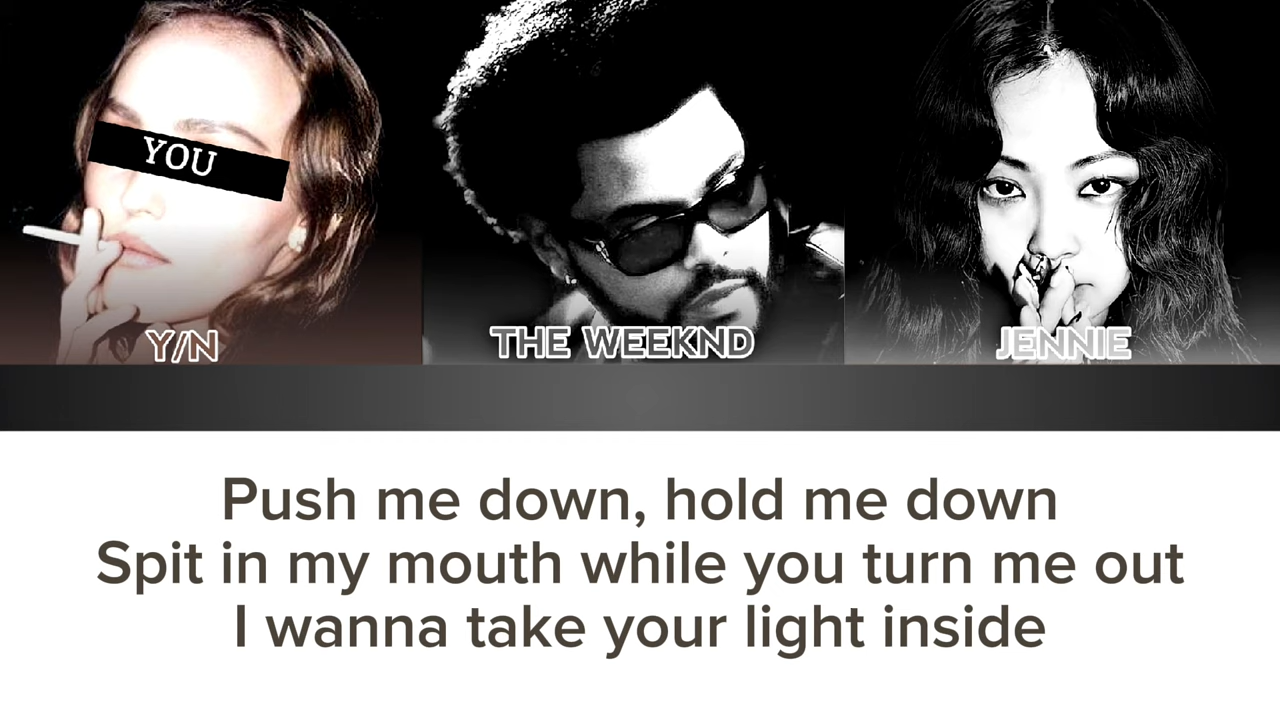 YOU
Y/N
THE WEEKND
JENNIE
Push me down, hold me down
Spit in my mouth while you turn me out
I wanna take your light inside